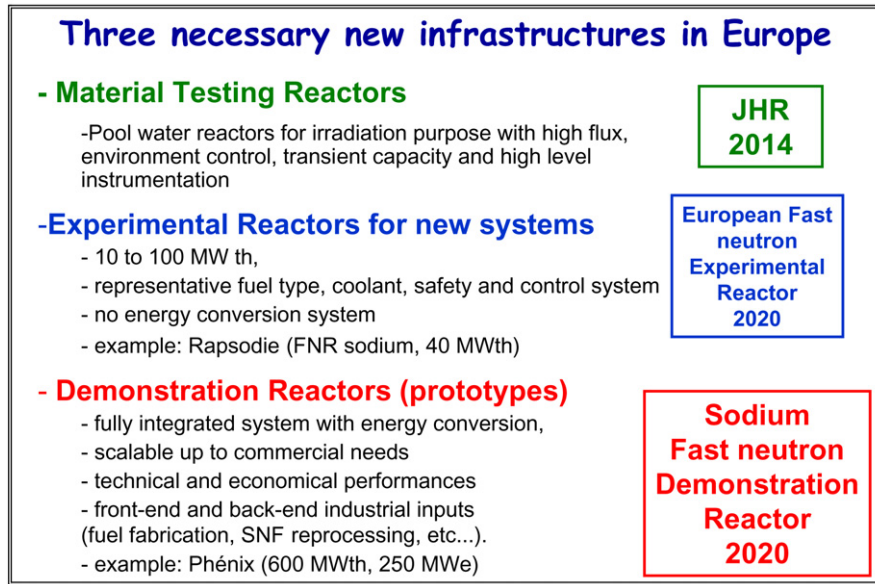 Three necessary new infrastructures in Europe
- Material Testing Reactors
-Pool water reactors for irradiation purpose with high flux,
environment control, transient capacity and high level
instrumentation
JHR
2014
-Experimental Reactors for new systems
- 10 to 100 MW th,
- representative fuel type, coolant, safety and control system
- no energy conversion system
- example: Rapsodie (FNR sodium, 40 MWth)
European Fast
neutron
Experimental
Reactor
2020
- Demonstration Reactors (prototypes)
- fully integrated system with energy conversion,
- scalable up to commercial needs
- technical and economical performances
- front-end and back-end industrial inputs
(fuel fabrication, SNF reprocessing, etc...).
- example: Phénix (600 MWth, 250 MWe)
Sodium
Fast neutron
Demonstration
Reactor
2020